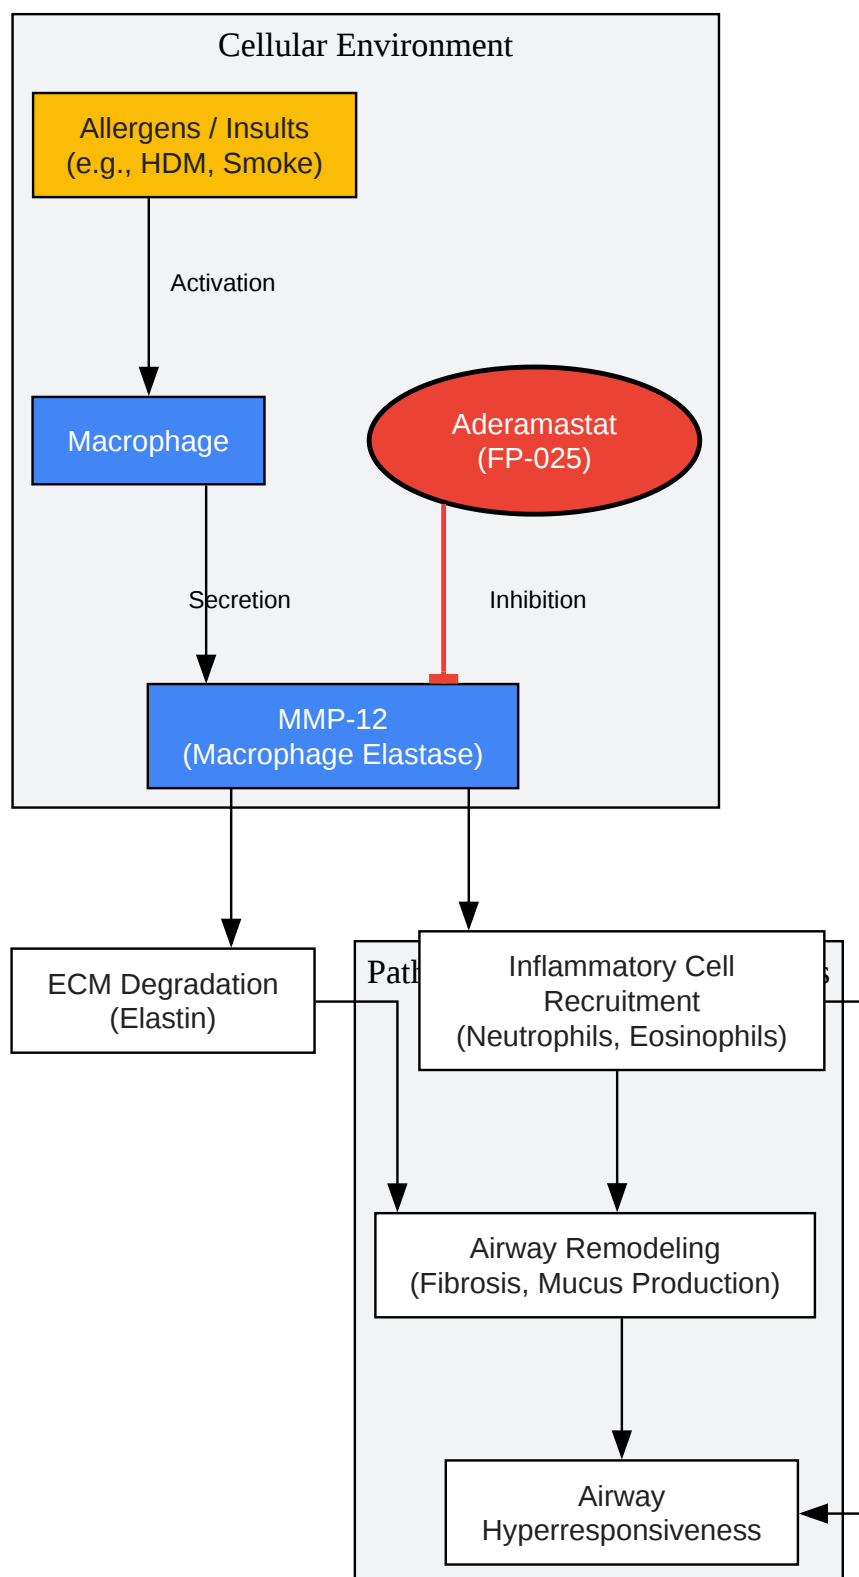 Cellular Environment
Allergens / Insults
(e.g., HDM, Smoke)
Activation
Macrophage
Aderamastat
(FP-025)
Secretion
Inhibition
MMP-12
(Macrophage Elastase)
ECM Degradation
(Elastin)
Inflammatory Cell
Recruitment
(Neutrophils, Eosinophils)
Airway Remodeling
(Fibrosis, Mucus Production)
Airway
Hyperresponsiveness